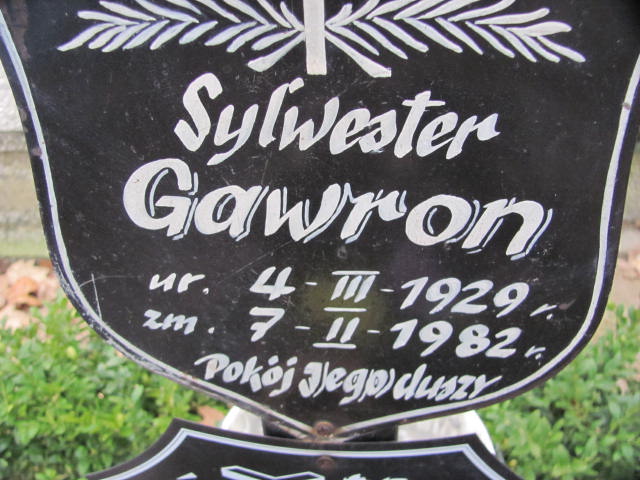 Sylwester
Gawron
ur. 4-III-1929 r.
zm. 7-II-1982 r.
Pokój Jego duszy